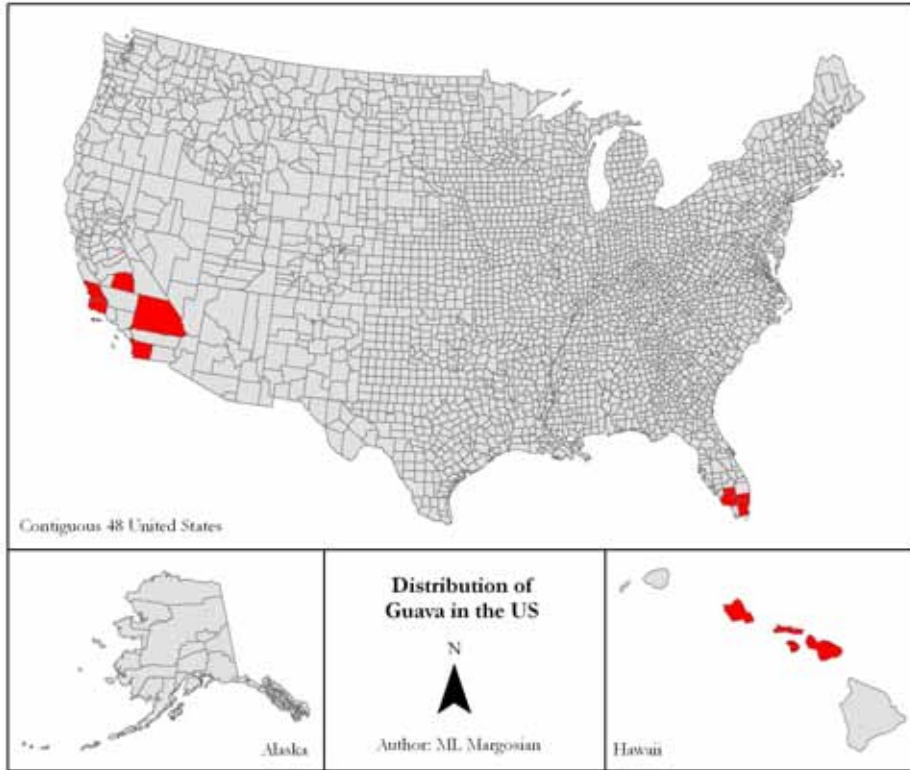 Contiguous 48 United States
Alaska
Distribution of
Guava in the US
N
Author: ML Margosian
Hawaii